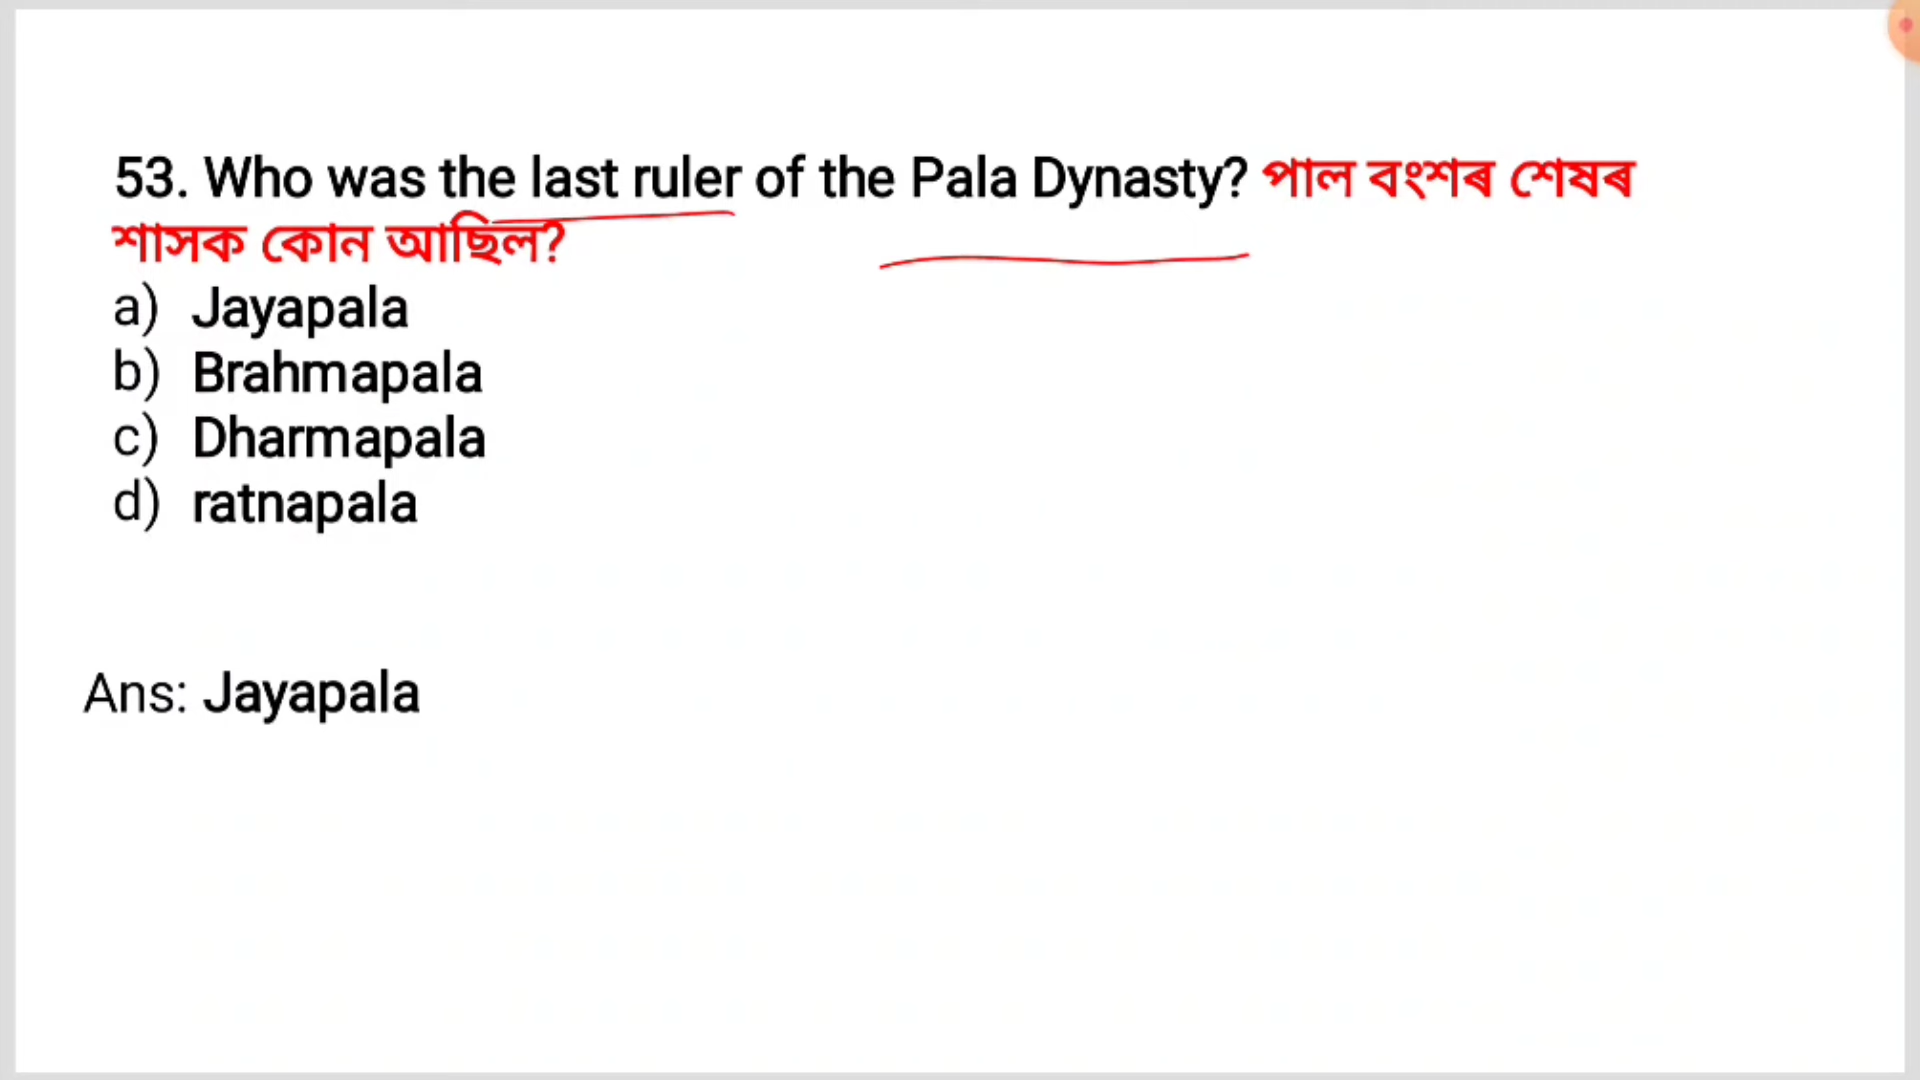 53. Who was the last ruler of the Pala Dynasty? পাল বংশৰ শেষৰ
শাসক কোন আছিল?
a) Jayapala
b) Brahmapala
c) Dharmapala
d) ratnapala
Ans: Jayapala